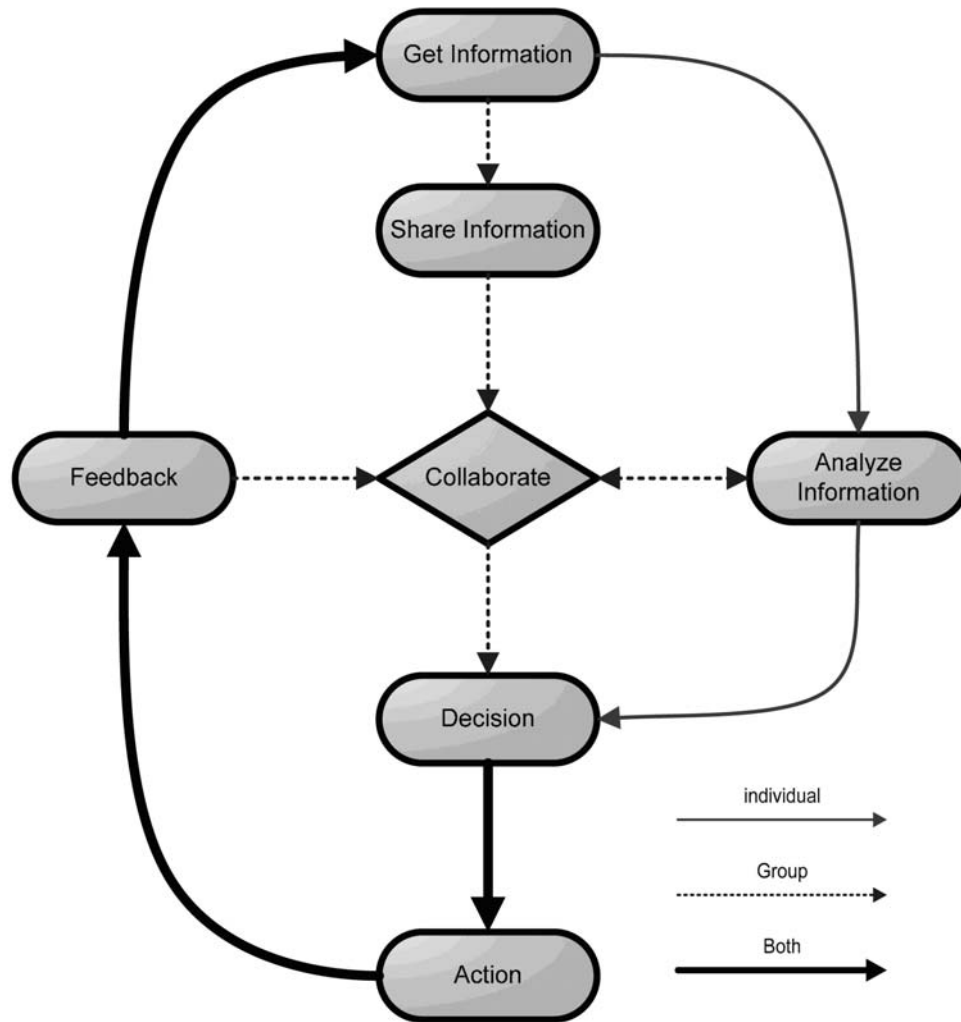 Get Information
Share Information
Feedback
Collaborate
Analyze
Information
Decision
individual
Group
Both
Action